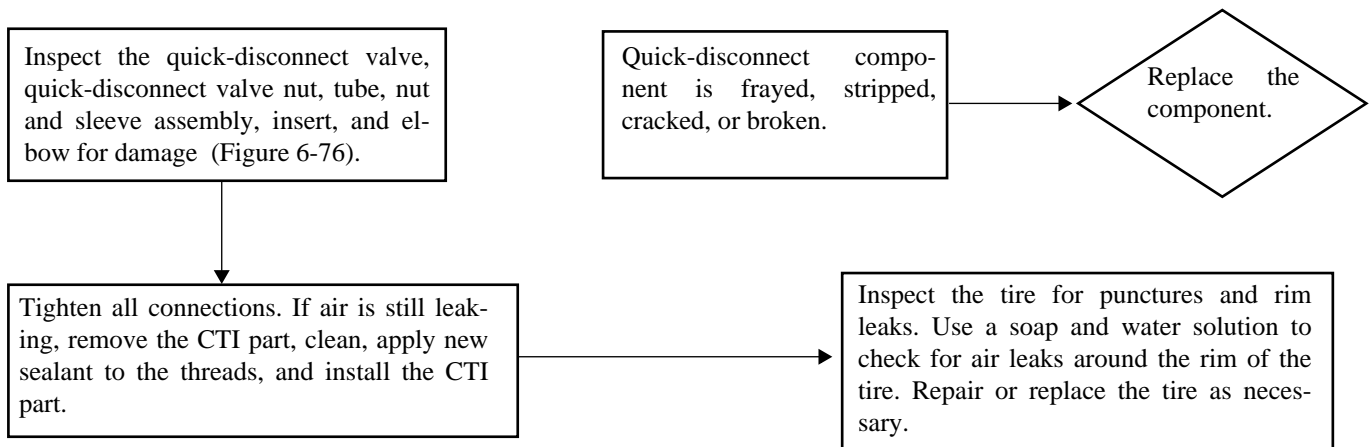 Inspect the quick-disconnect valve,
quick-disconnect valve nut, tube, nut
and sleeve assembly, insert, and el-
bow for damage (Figure 6-76).
Quick-disconnect compo-
nent is frayed, stripped,
cracked, or broken.
Replace the
component.
Tighten all connections. If air is still leak-
ing, remove the CTI part, clean, apply new
sealant to the threads, and install the CTI
part.
Inspect the tire for punctures and rim
leaks. Use a soap and water solution to
check for air leaks around the rim of the
tire. Repair or replace the tire as neces-
sary.